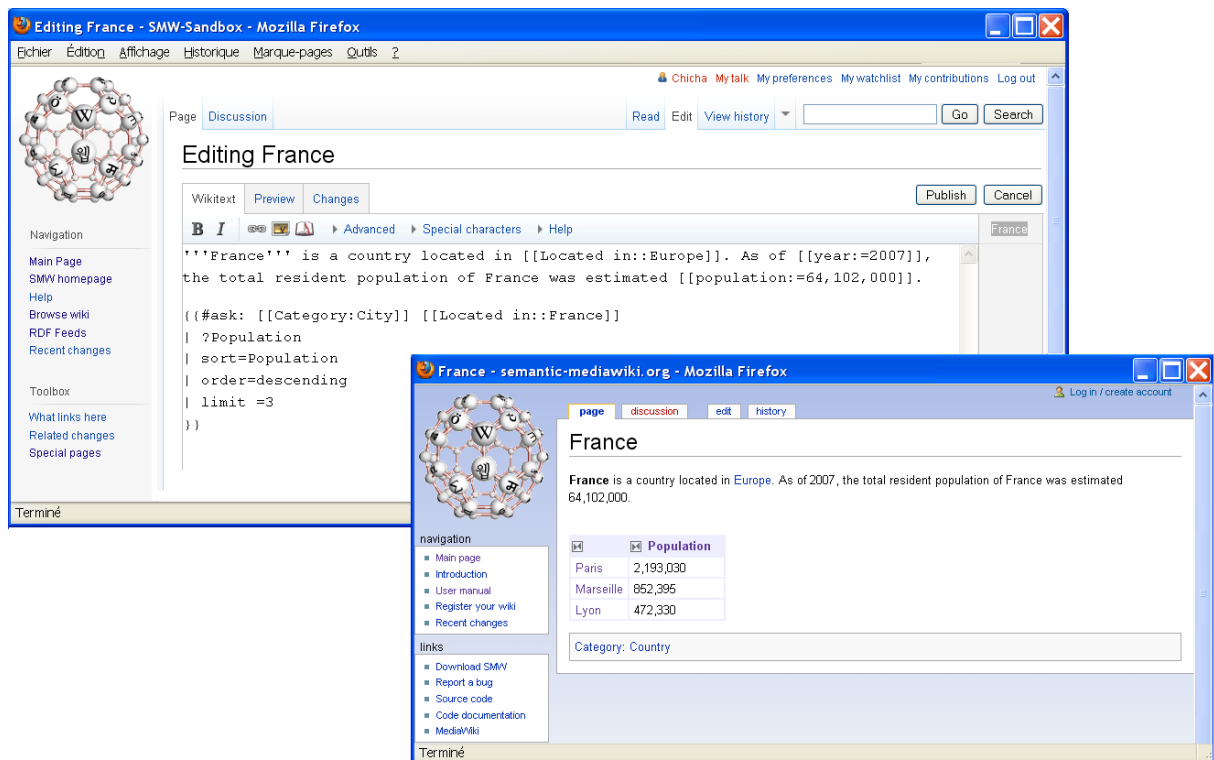 Editing France - SMW-Sandbox - Mozilla Firefox
Fichier Édition Affichage Historique Marque-pages Outils ?
Chicha My talk My preferences My watchlist My contributions Log out
Page Discussion Read Edit View history Go Search
Editing France
Wikitext Preview Changes Publish Cancel
B I Advanced Special characters Help France
'''France''' is a country located in [[Located in::Europe]]. As of [[year:=2007]],
the total resident population of France was estimated [[population:=64,102,000]].
{{#ask: [[Category:City]] [[Located in::France]]
| ?Population
| sort=Population
| order=descending
| limit =3
}}
Navigation
Main Page
SMW homepage
Help
Browse wiki
RDF Feeds
Recent changes
Toolbox
What links here
Related changes
Special pages
Terminé
France - semantic-mediawiki.org - Mozilla Firefox
Log in / create account
page discussion edit history
France
France is a country located in Europe. As of 2007, the total resident population of France was estimated
64,102,000.
Population
Paris 2,193,030
Marseille 852,395
Lyon 472,330
Category: Country
navigation
Main page
Introduction
User manual
Register your wiki
Recent changes
links
Download SMW
Report a bug
Source code
Code documentation
MediaWiki
Terminé